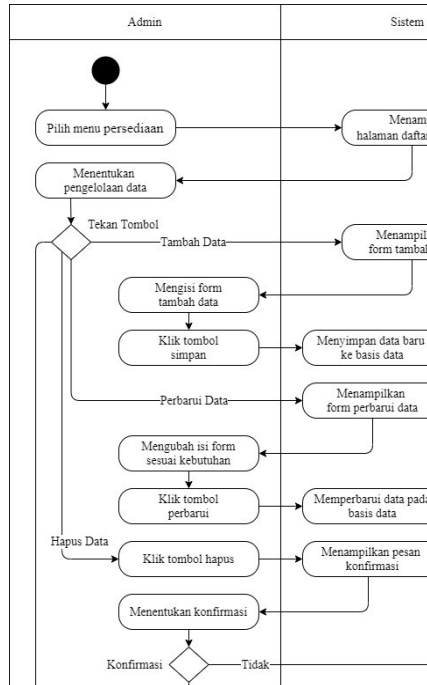 Admin
Sistem
Pilih menu persediaan
halaman
Menentukan
pengelolaan data
Tekan Tombol
Tambah Data
form
Mengisi form
tambah data
Klik tombol
simpan
Menyimpan data baru
ke basis data
Perbarui Data
Menampilkan
form perbarui data
Mengubah isi form
sesuai kebutuhan
Klik tombol
perbarui
Memperbarui data pada
basis data
Hapus Data
Klik tombol hapus
Menampilkan pesan
konfirmasi
Menentukan konfirmasi
Konfirmasi
Tidak